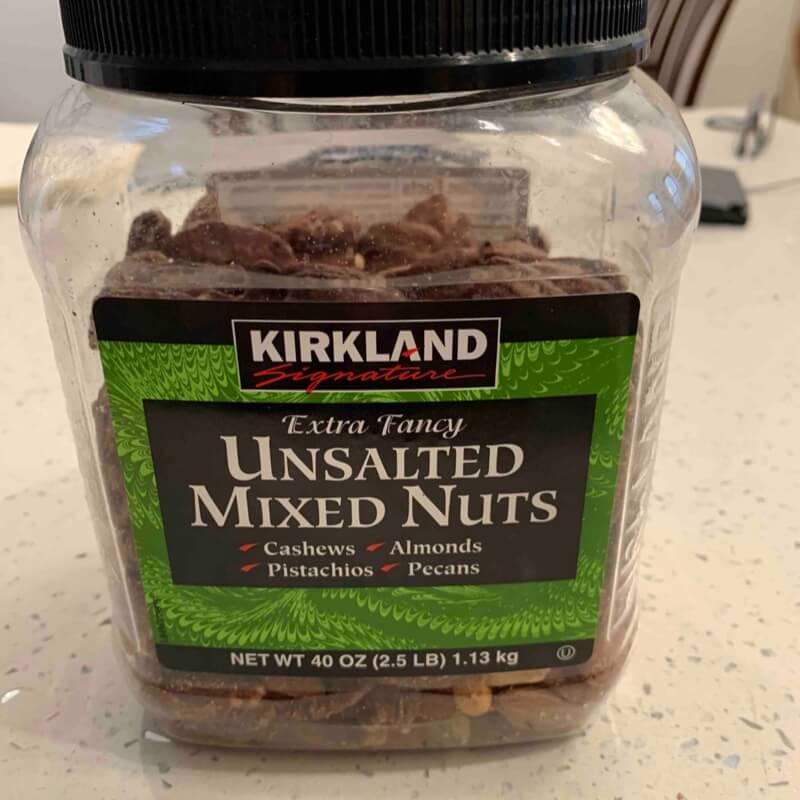 KIRKLAND
Signature
Extra Fancy
UNSALTED
MIXED NUTS
Cashews Almonds
Pistachios Pecans
NET WT 40 OZ (2.5 LB) 1.13 kg U